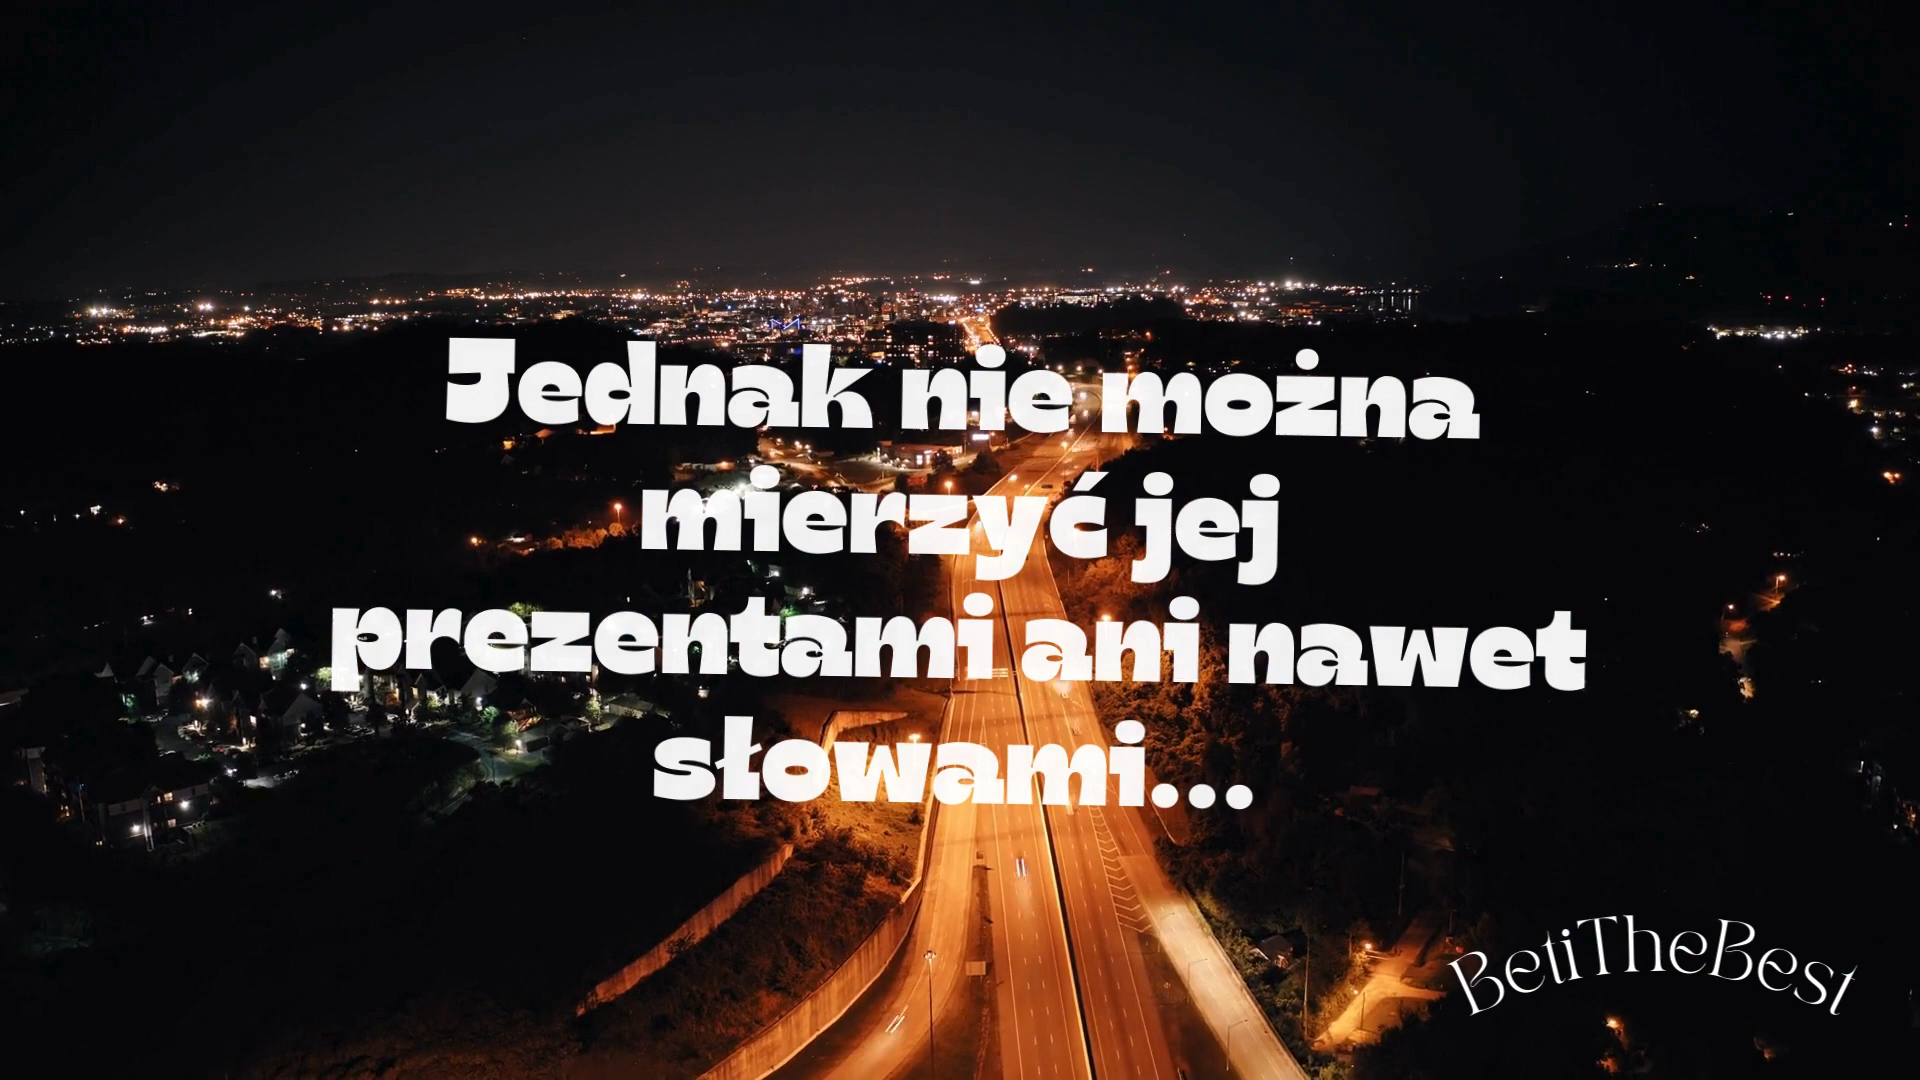 Jednak nie można
mierzyć jej
prezentami ani nawet
słowami...
BetiTheBest